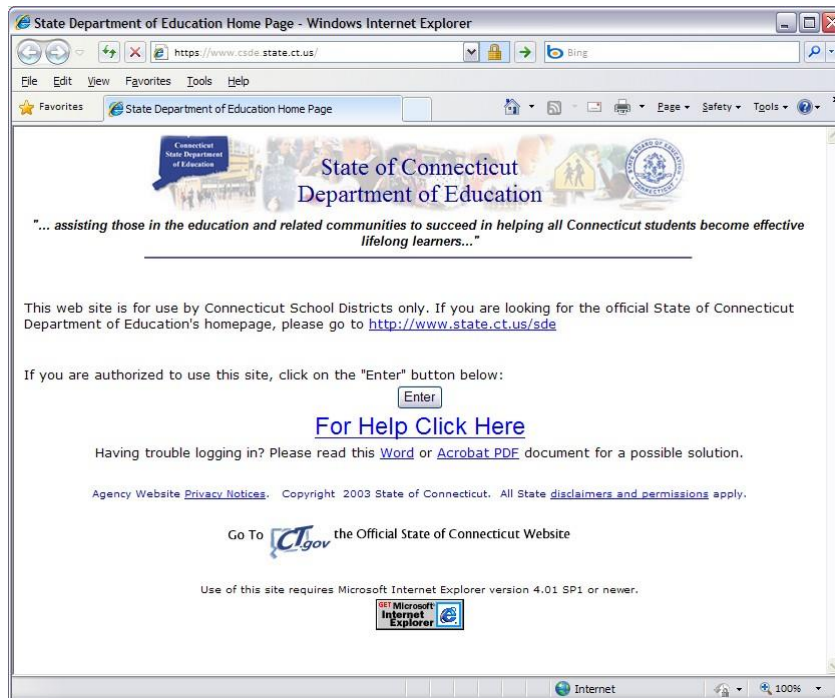 State Department of Education Home Page - Windows Internet Explorer
https://www.csde.state.ct.us/
Bing
File Edit View Favorites Tools Help
Favorites State Department of Education Home Page Page Safety Tools
Connecticut
State Department
of Education
State of Connecticut
Department of Education
"... assisting those in the education and related communities to succeed in helping all Connecticut students become effective
lifelong learners..."
This web site is for use by Connecticut School Districts only. If you are looking for the official State of Connecticut
Department of Education's homepage, please go to http://www.state.ct.us/sde
If you are authorized to use this site, click on the "Enter" button below:
Enter
For Help Click Here
Having trouble logging in? Please read this Word or Acrobat PDF document for a possible solution.
Agency Website Privacy Notices. Copyright 2003 State of Connecticut. All State disclaimers and permissions apply.
Go To CT.gov the Official State of Connecticut Website
Use of this site requires Microsoft Internet Explorer version 4.01 SP1 or newer.
GET Microsoft
Internet
Explorer
Internet 100%